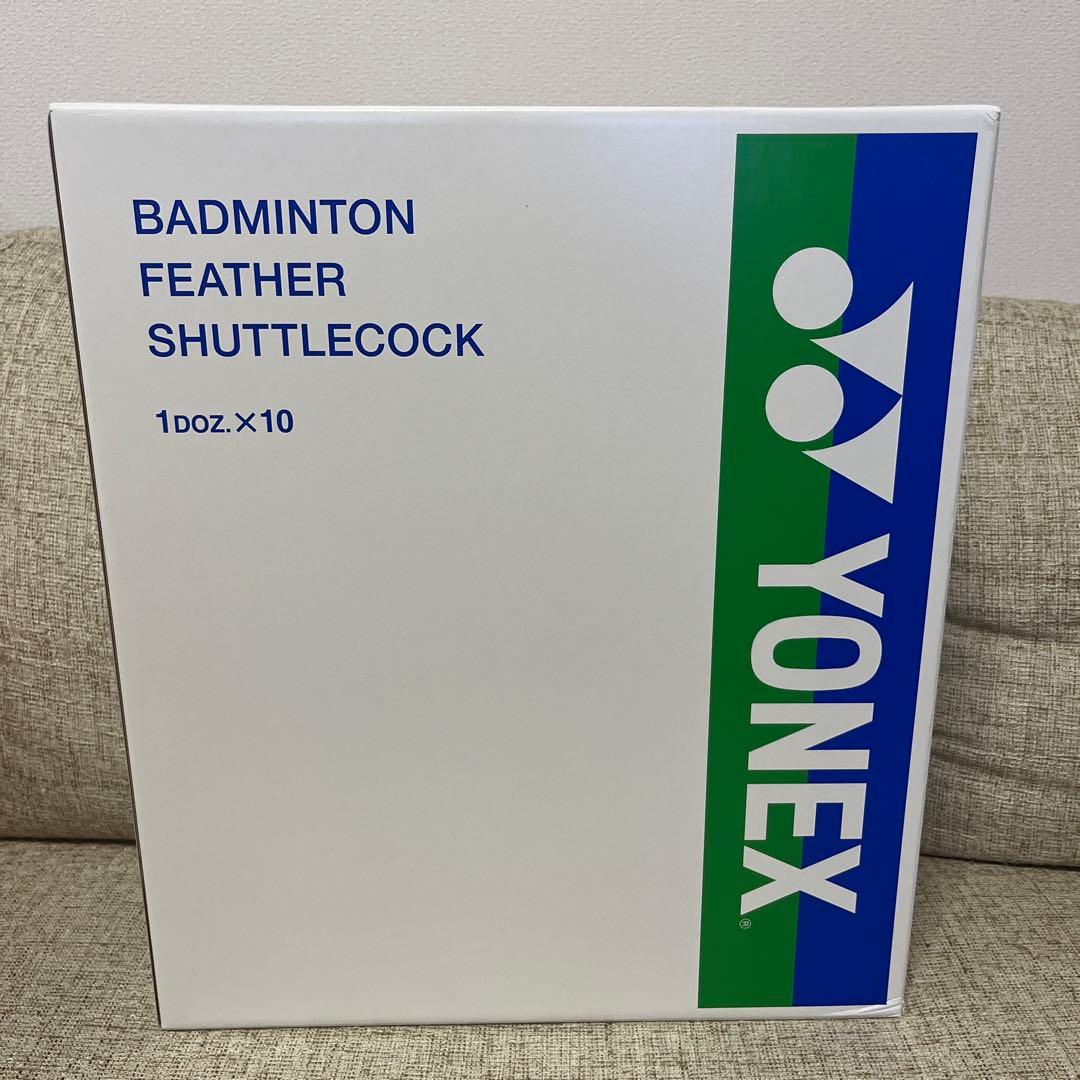 BADMINTON
FEATHER
SHUTTLECOCK
1DOZ.×10
YONEX®